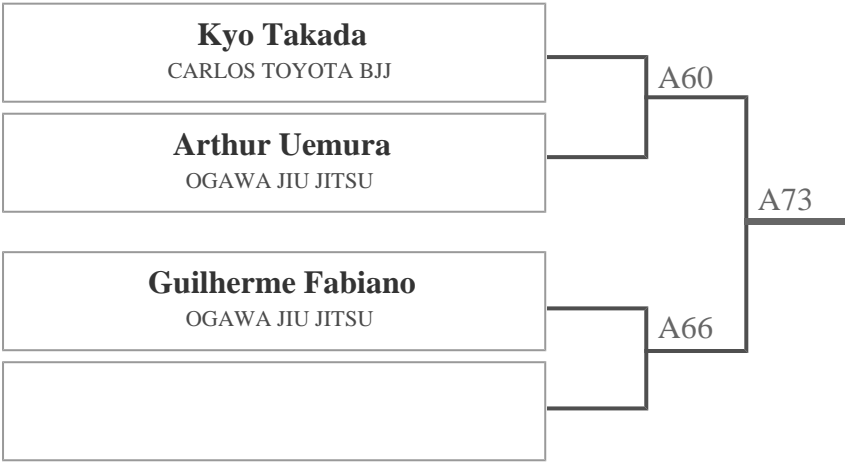 Kyo Takada
CARLOS TOYOTA BJJ
A60
Arthur Uemura
OGAWA JIU JITSU
A73
Guilherme Fabiano
OGAWA JIU JITSU
A66